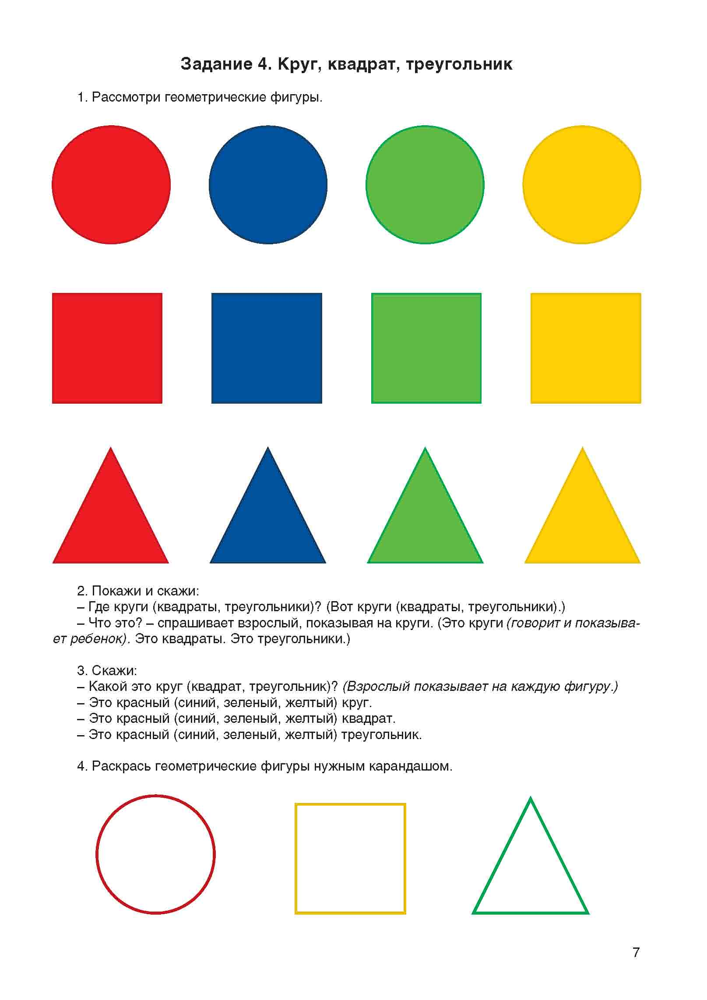 Задание 4. Круг, квадрат, треугольник
1. Рассмотри геометрические фигуры.
2. Покажи и скажи:
– Где круги (квадраты, треугольники)? (Вот круги (квадраты, треугольники).)
– Что это? – спрашивает взрослый, показывая на круги. (Это круги (говорит и показыва-
ет ребенок). Это квадраты. Это треугольники.)
3. Скажи:
– Какой это круг (квадрат, треугольник)? (Взрослый показывает на каждую фигуру.)
– Это красный (синий, зеленый, желтый) круг.
– Это красный (синий, зеленый, желтый) квадрат.
– Это красный (синий, зеленый, желтый) треугольник.
4. Раскрась геометрические фигуры нужным карандашом.
7